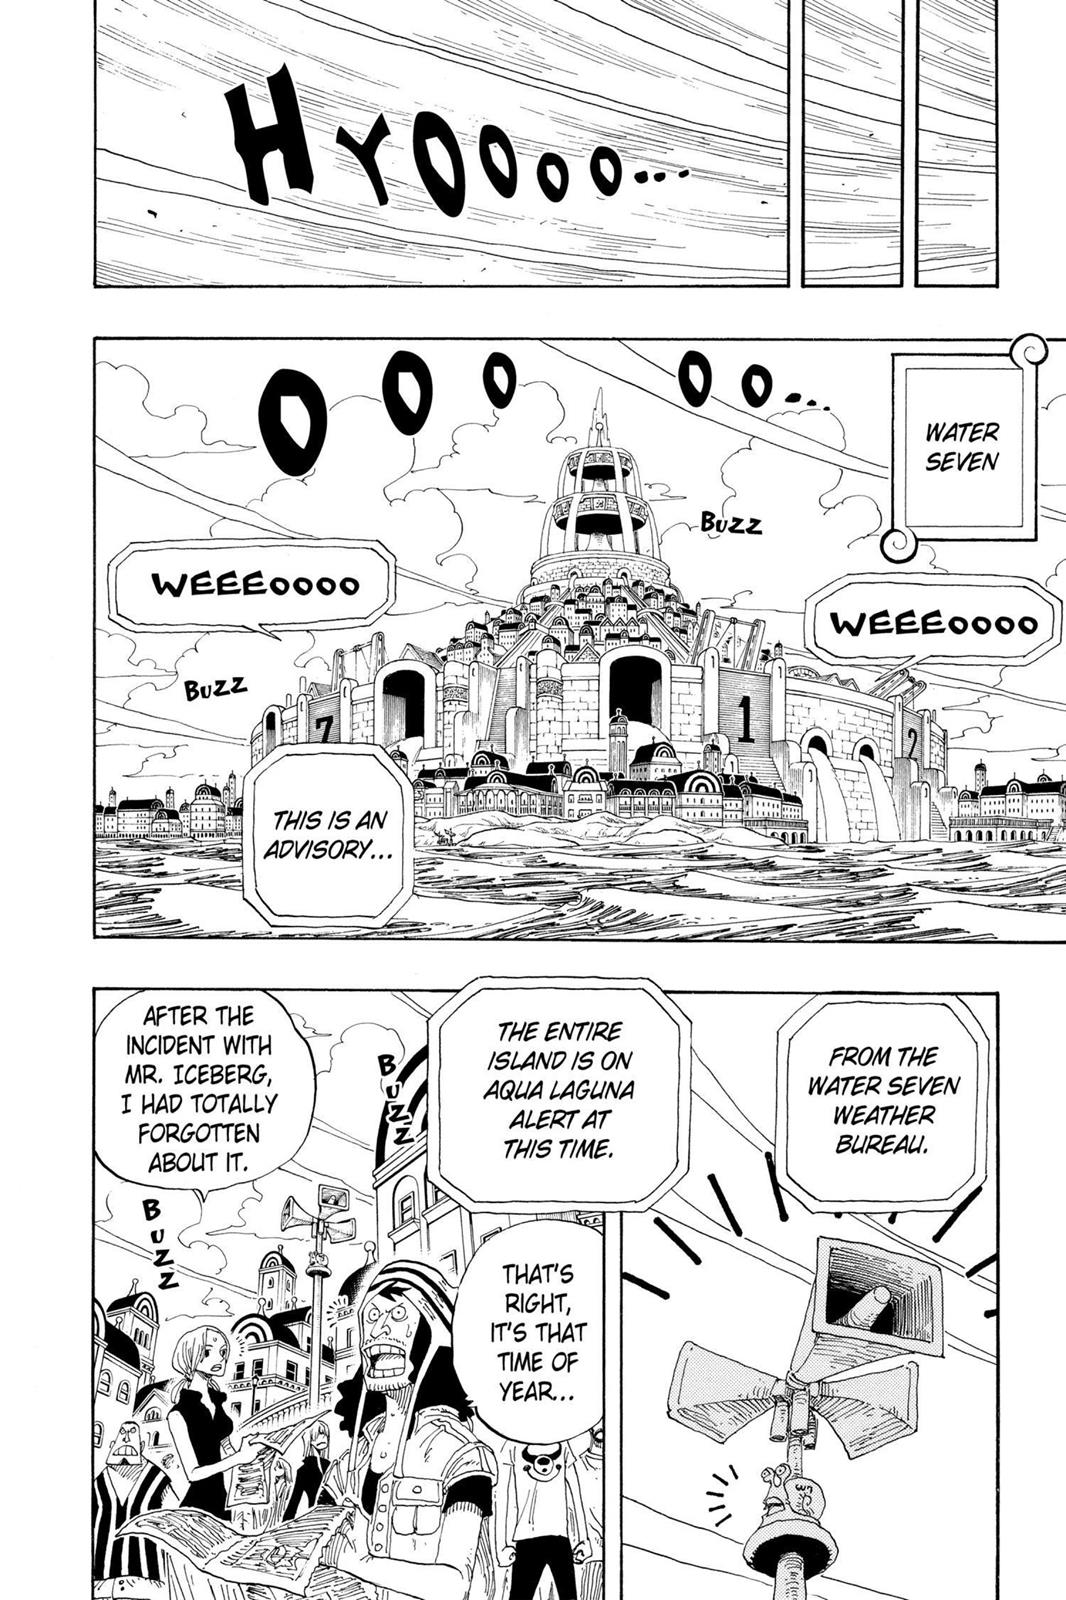 HYOOOO...
WATER
SEVEN
OOO OO...
BUZZ
WEEEOOOO
WEEEOOOO
BUZZ
7
1
2
THIS IS AN
ADVISORY...
FROM THE
WATER SEVEN
WEATHER
BUREAU.
THE ENTIRE
ISLAND IS ON
AQUA LAGUNA
ALERT AT
THIS TIME.
AFTER THE
INCIDENT WITH
MR. ICEBERG,
I HAD TOTALLY
FORGOTTEN
ABOUT IT.
BUZZ
BUZZ
THAT'S
RIGHT,
IT'S THAT
TIME OF
YEAR...